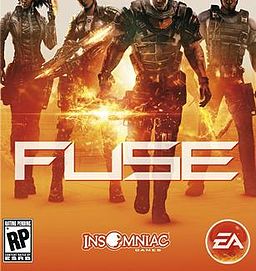 FUSE
RATING PENDING
RP
CONTENT RATED BY
ESRB
INSOMNIAC
GAMES
EA